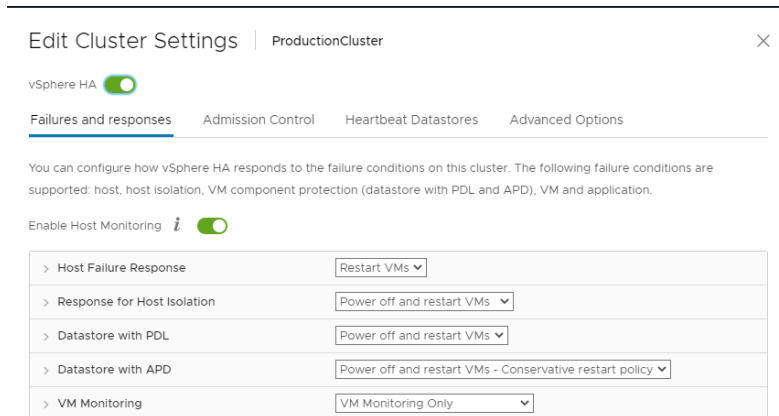 Edit Cluster Settings ProductionCluster
vSphere HA
Failures and responses Admission Control Heartbeat Datastores Advanced Options
You can configure how vSphere HA responds to the failure conditions on this cluster. The following failure conditions are
supported: host, host isolation, VM component protection (datastore with PDL and APD), VM and application.
Enable Host Monitoring i
Host Failure Response Restart VMs
Response for Host Isolation Power off and restart VMs
Datastore with PDL Power off and restart VMs
Datastore with APD Power off and restart VMs - Conservative restart policy
VM Monitoring VM Monitoring Only